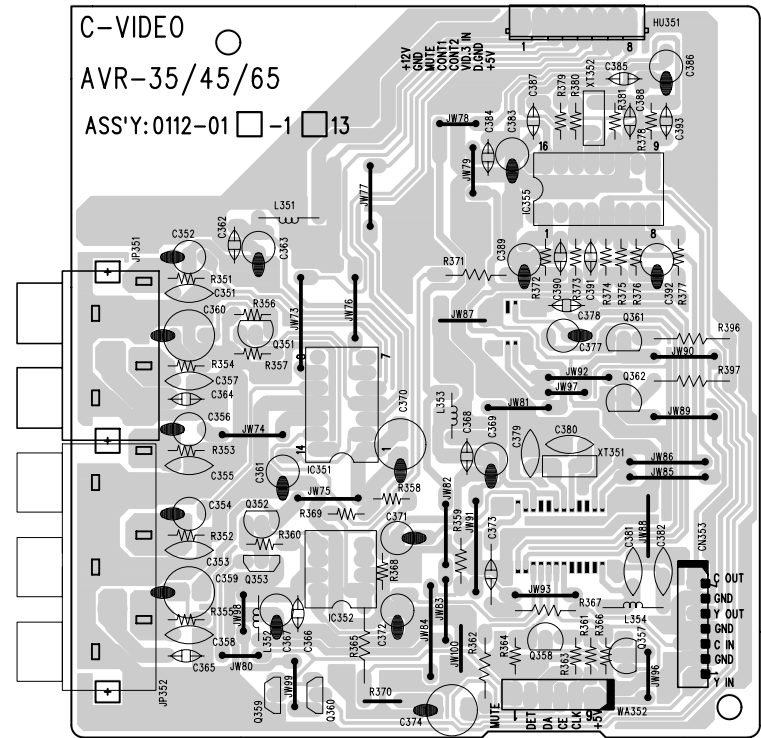 C-VIDEO
AVR-35/45/65
ASS'Y:0112-01 □ -1 □ 13
HU351
1 8
+12V
GND
MUTE
CONT1
CONT2
VID.3 IN
D.GND
+5V
C386
C385
XT352
R380
R379
C387
R381
C388
R378
C393
C384
C383
JW78
JW79
JW77
16 9
IC355
1 8
L351
C362
C363
C352
JP351
R351
C351
C360
R356
Q351
R357
R354
C357
C364
C356
R353
C355
JW73
JW76
JW74
8 7
14 1
IC351
C370
C361
JW75
R371
C389
R372
C390
R373
C391
R374
R375
R376
C392
R377
JW87
C378
C377
Q361
R396
JW90
R397
JW92
JW97
Q362
JW81
JW89
L353
C368
C369
C379
C380
XT351
JW86
JW85
R358
R369
C354
Q352
R352
R360
C353
Q353
C359
R355
C358
C365
C371
R368
JW82
R359
JW91
C373
JW88
C381
C382
CN353
C OUT
GND
Y OUT
GND
C IN
GND
Y IN
JW98
L352
C367
C366
IC352
C372
R365
JW84
JW83
JW100
R362
JW93
R367
L354
R364
Q358
R363
R361
R366
Q357
JW96
JW80
JW99
JP352
Q359
Q360
R370
C374
WA352
MUTE
1
DET
DA
CE
CLK
+5V